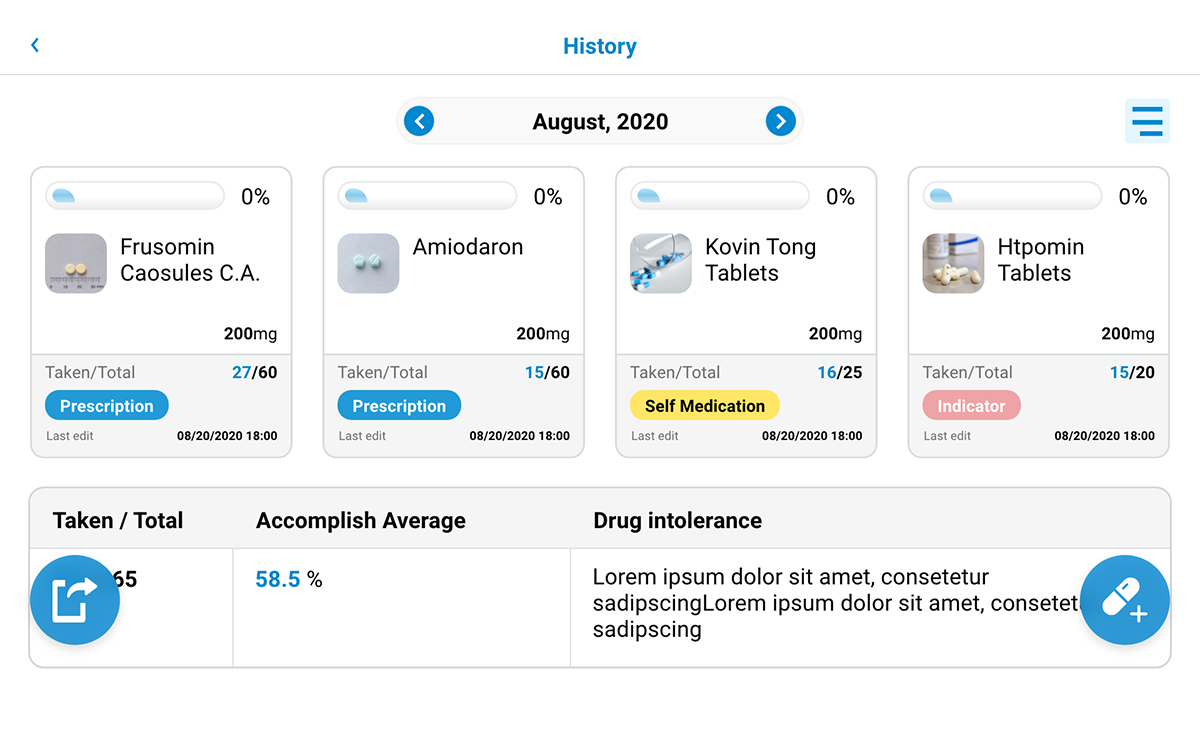 History
August, 2020
0%
Frusomin
Caosules C.A.
200mg
Taken/Total 27/60
Prescription
Last edit 08/20/2020 18:00
0%
Amiodaron
200mg
Taken/Total 15/60
Prescription
Last edit 08/20/2020 18:00
0%
Kovin Tong
Tablets
200mg
Taken/Total 16/25
Self Medication
Last edit 08/20/2020 18:00
0%
Htpomin
Tablets
200mg
Taken/Total 15/20
Indicator
Last edit 08/20/2020 18:00
Taken / Total Accomplish Average Drug intolerance
65 58.5 %
Lorem ipsum dolor sit amet, consetetur
sadipscingLorem ipsum dolor sit amet,
sadipscing